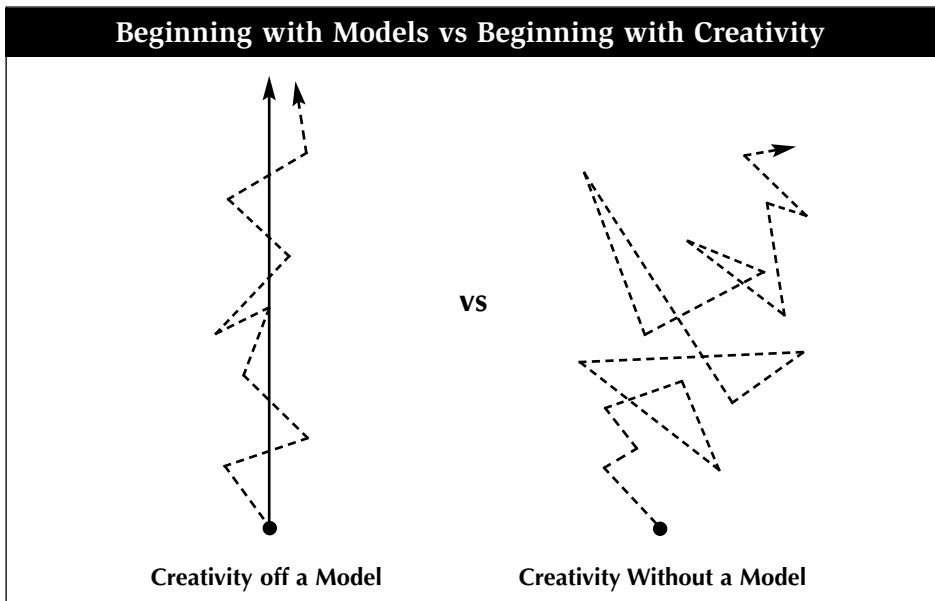 Beginning with Models vs Beginning with Creativity
vs
Creativity off a Model
Creativity Without a Model